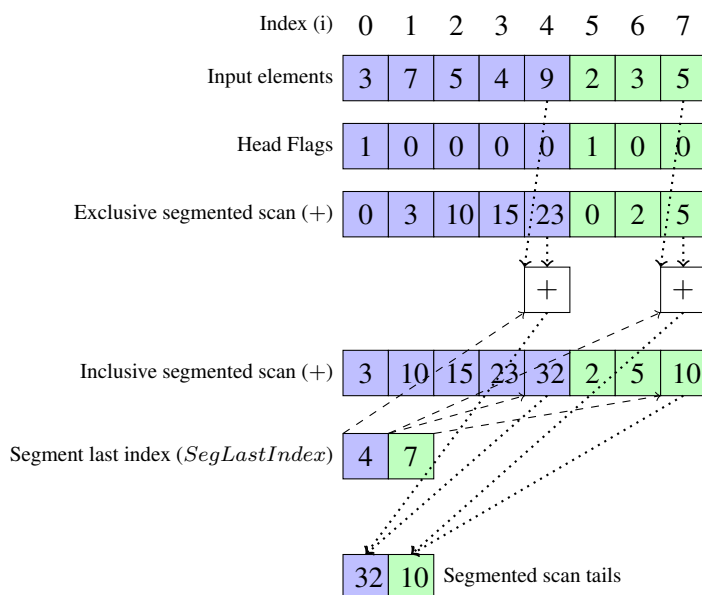 Index (i) 0 1 2 3 4 5 6 7
Input elements 3 7 5 4 9 2 3 5
Head Flags 1 0 0 0 0 1 0 0
Exclusive segmented scan (+) 0 3 10 15 23 0 2 5
+ +
Inclusive segmented scan (+) 3 10 15 23 32 2 5 10
Segment last index (SegLastIndex) 4 7
32 10 Segmented scan tails